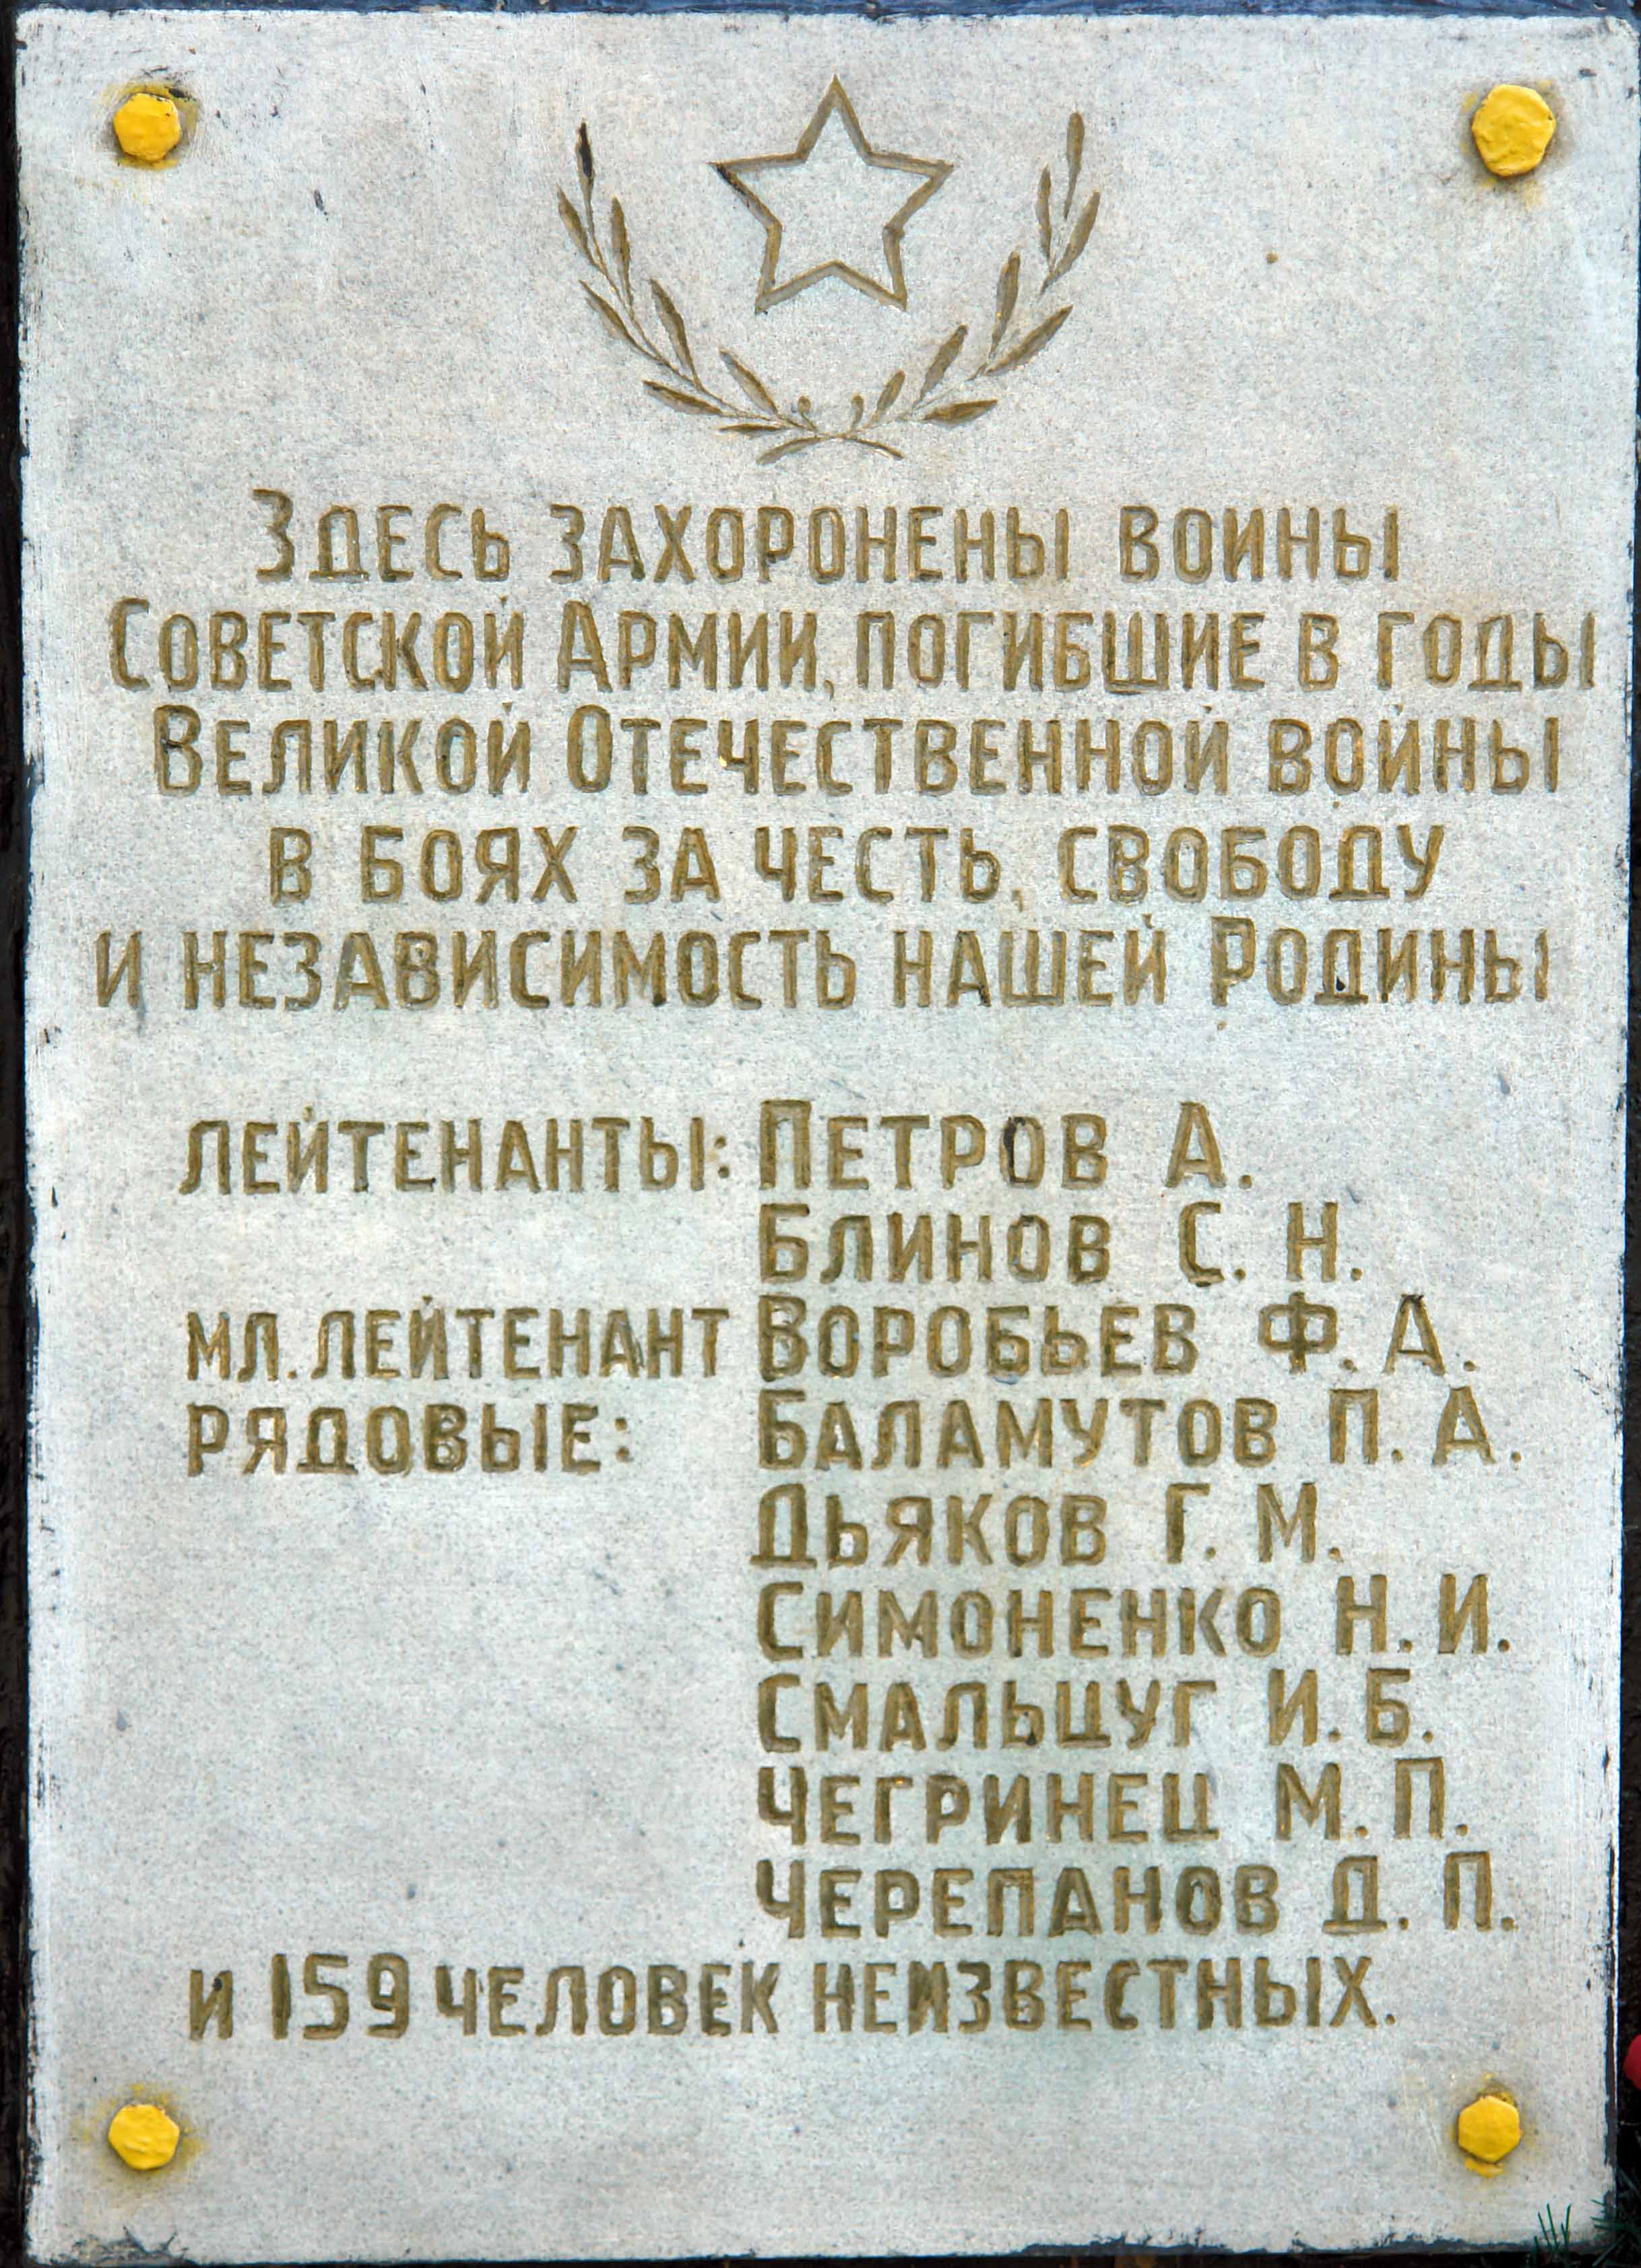 Здесь захоронены воины
Советской Армии, погибшие в годы
Великой Отечественной войны
в боях за честь, свободу
и независимость нашей Родины
лейтенанты: Петров А.
Блинов С. Н.
мл. лейтенант Воробьев Ф. А.
рядовые: Баламутов П. А.
Дьяков Г. М.
Симоненко Н. И.
Смальцуг И. Б.
Чегринец М. П.
Черепанов Д. П.
и 159 человек неизвестных.